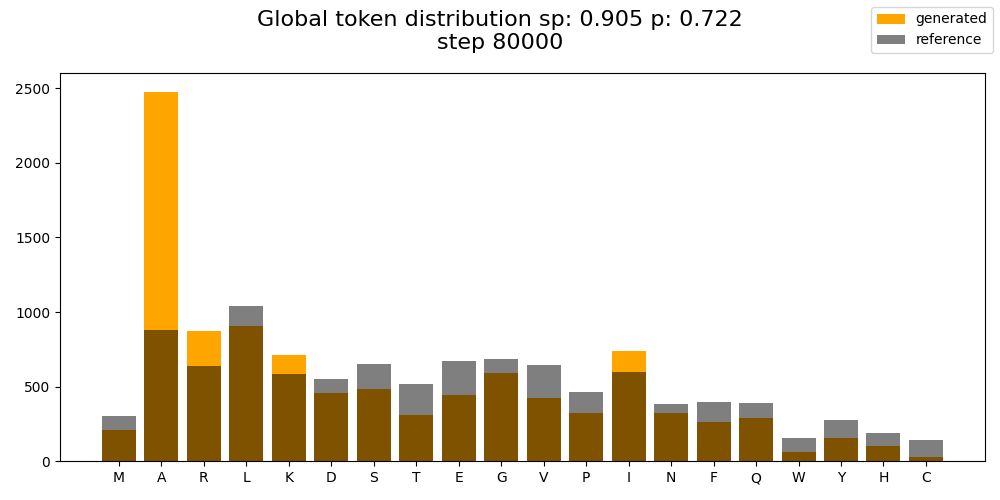 Global token distribution sp: 0.905 p: 0.722
step 80000
generated
reference
2500
2000
1500
1000
500
0
M A R L K D S T E G V P I N F Q W Y H C